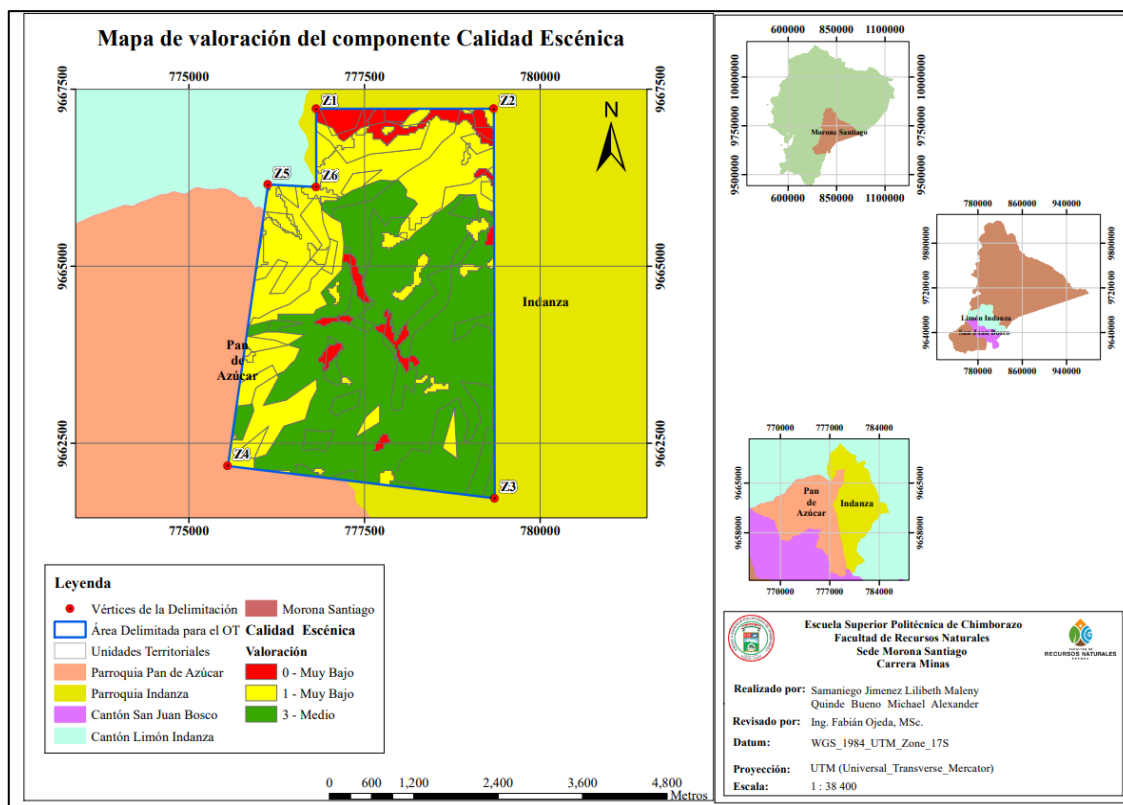 Mapa de valoración del componente Calidad Escénica
775000 777500 780000
9667500 9667500
Z1 Z2
N
Z5 Z6
9665000 9665000
Indanza
Pan
de
Azúcar
9662500 9662500
Z4
Z3
775000 777500 780000
Leyenda
Vértices de la Delimitación
Área Delimitada para el OT
Unidades Territoriales
Parroquia Pan de Azúcar
Parroquia Indanza
Cantón San Juan Bosco
Cantón Limón Indanza
Morona Santiago
Calidad Escénica
Valoración
0 - Muy Bajo
1 - Muy Bajo
3 - Medio
0 600 1,200 2,400 3,600 4,800
Metros
600000 850000 1100000
10000000 10000000
Morona Santiago
9750000 9750000
9500000 9500000
600000 850000 1100000
780000 860000 940000
9800000 9800000
9720000 9720000
Limón Indanza
San Juan Bosco
9640000 9640000
780000 860000 940000
770000 777000 784000
9665000 9665000
Pan
de
Azúcar
Indanza
9658000 9658000
770000 777000 784000
Escuela Superior Politécnica de Chimborazo
Facultad de Recursos Naturales
Sede Morona Santiago
Carrera Minas
FACULTAD DE
RECURSOS NATURALES
Realizado por: Samaniego Jimenez Lilibeth Maleny
Quinde Bueno Michael Alexander
Revisado por: Ing. Fabián Ojeda, MSc.
Datum: WGS_1984_UTM_Zone_17S
Proyección: UTM (Universal_Transverse_Mercator)
Escala: 1 : 38 400